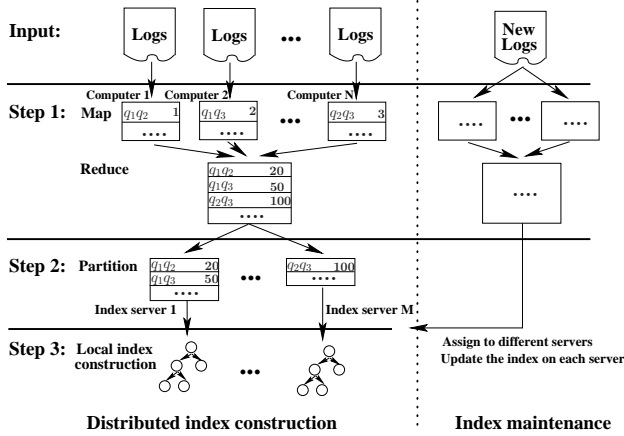 Input: Logs Logs ... Logs New Logs
Computer 1 Computer 2 Computer N
Step 1: Map q1q2 1 q1q3 2 ... q2q3 3 .... ... ....
.... .... ....
Reduce q1q2 20
q1q3 50
q2q3 100
....
....
Step 2: Partition q1q2 20 ... q2q3 100
q1q3 50 ....
....
Index server 1 Index server M
Assign to different servers
Update the index on each server
Step 3: Local index construction ...
Distributed index construction Index maintenance